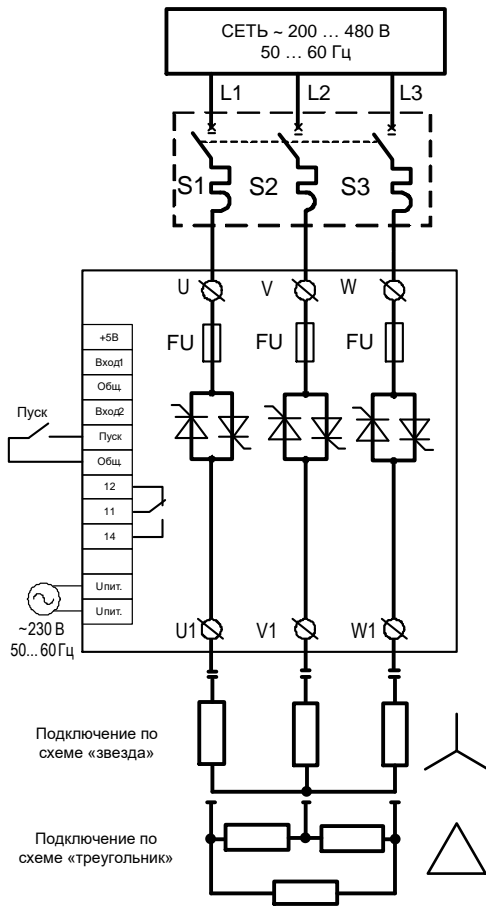 СЕТЬ ~ 200 ... 480 В
50 ... 60 Гц
L1 L2 L3
S1 S2 S3
U V W
FU FU FU
+5В
Вход1
Общ.
Вход2
Пуск
Пуск
Общ.
12
11
14
Uпит.
Uпит.
~230 В
50... 60 Гц
U1 V1 W1
Подключение по
схеме «звезда»
Подключение по
схеме «треугольник»